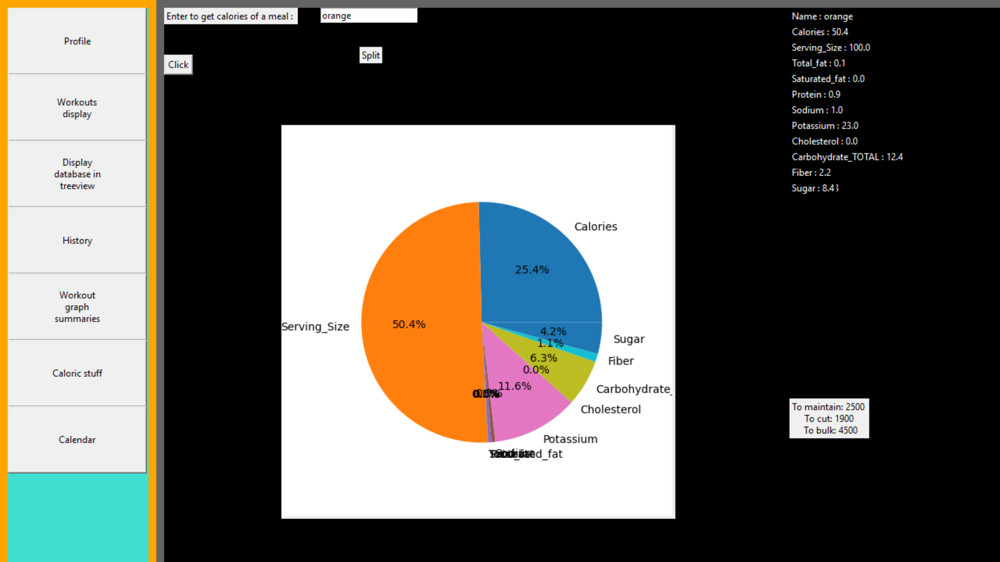 Profile
Workouts
display
Display
database in
treeview
History
Workout
graph
summaries
Caloric stuff
Calendar
Enter to get calories of a meal :
orange
Split
Click
Calories
25.4%
50.4%
Serving_Size
4.2%
Sugar
1.1%
Fiber
6.3%
0.0%
11.6%
Carbohydrate_
Cholesterol
Potassium
Name : orange
Calories : 50.4
Serving_Size : 100.0
Total_fat : 0.1
Saturated_fat : 0.0
Protein : 0.9
Sodium : 1.0
Potassium : 23.0
Cholesterol : 0.0
Carbohydrate_TOTAL : 12.4
Fiber : 2.2
Sugar : 8.4
To maintain: 2500
To cut: 1900
To bulk: 4500